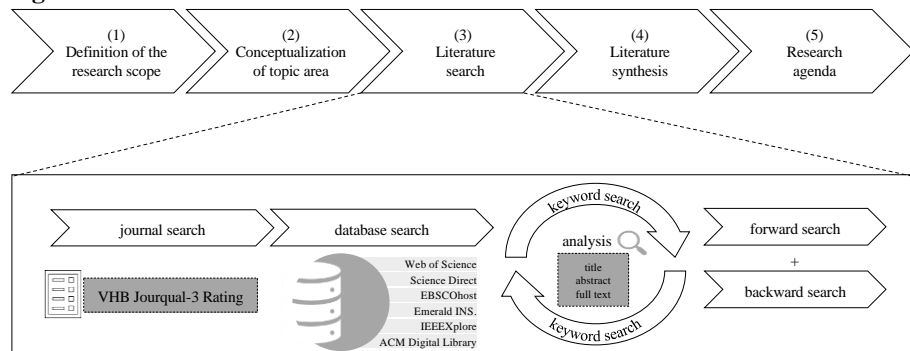 (1)
Definition of the
research scope
(2)
Conceptualization
of topic area
(3)
Literature
search
(4)
Literature
synthesis
(5)
Research
agenda
journal search
VHB Jourqual-3 Rating
database search
Web of Science
Science Direct
EBSCOhost
Emerald INS.
IEEEXplore
ACM Digital Library
keyword search
analysis
title
abstract
full text
keyword search
forward search
+
backward search